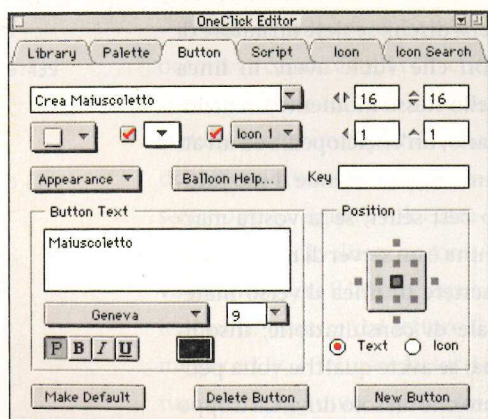 OneClick Editor
Library Palette Button Script Icon Icon Search
Crea Maiuscoletto 16 16
Icon 1 1 1
Appearance Balloon Help... Key
Button Text Position
Maiuscoletto
Geneva 9
P B I U Text Icon
Make Default Delete Button New Button